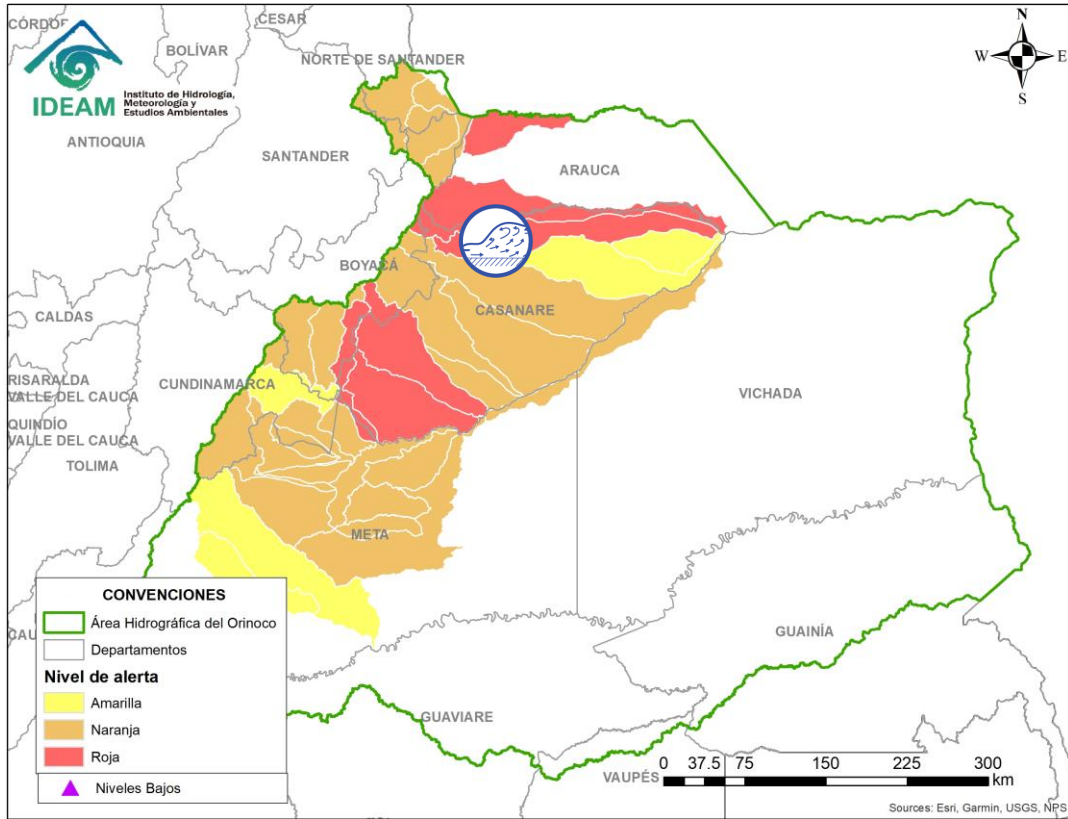 CÓRDO
CESAR
BOLÍVAR
NORTE DE SANTANDER
IDEAM
Instituto de Hidrología,
Meteorología y
Estudios Ambientales
N
W
E
S
ANTIOQUIA
SANTANDER
ARAUCA
BOYACÁ
CASANARE
CALDAS
RISARALDA
VALLE DEL CAUCA
CUNDINAMARCA
VICHADA
QUINDÍO
VALLE DEL CAUCA
TOLIMA
META
CONVENCIONES
Área Hidrográfica del Orinoco
Departamentos
Nivel de alerta
Amarilla
Naranja
Roja
Niveles Bajos
CAU
GUAINÍA
GUAVIARE
VAUPÉS
0 37.5 75 150 225 300
km
Sources: Esri, Garmin, USGS, NPS